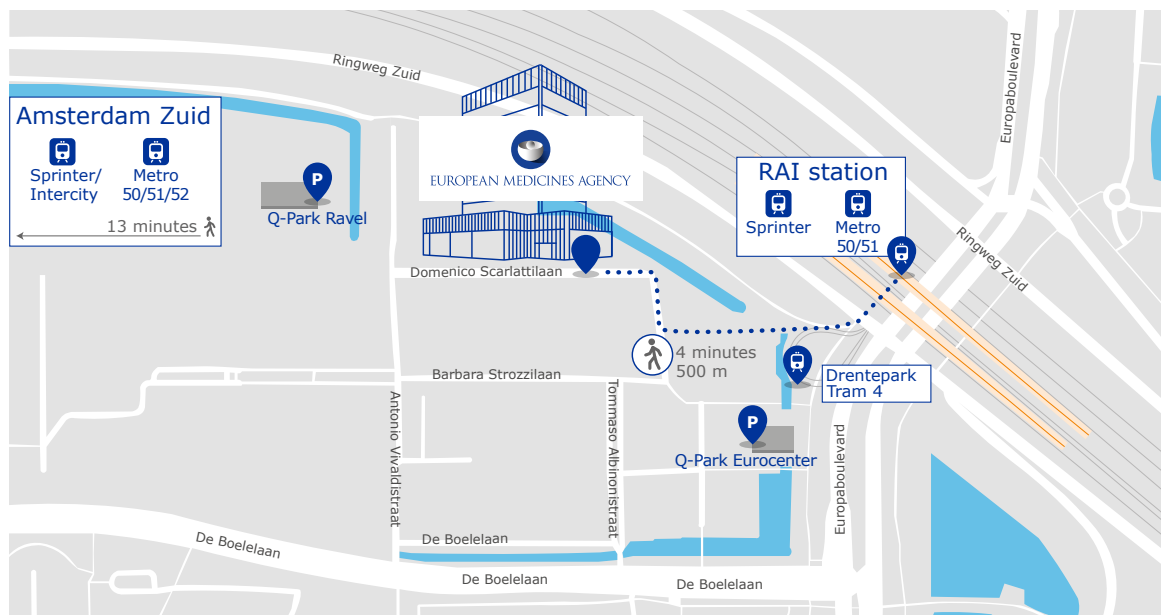 Ringweg Zuid
Europaboulevard
Amsterdam Zuid
Sprinter/
Intercity
Metro
50/51/52
13 minutes
P
Q-Park Ravel
EUROPEAN MEDICINES AGENCY
RAI station
Sprinter
Metro
50/51
Ringweg Zuid
Domenico Scarlattilaan
4 minutes
500 m
Drentepark
Tram 4
Barbara Strozzilaan
Antonio Vivaldistraat
Tommaso Albinonistraat
P
Q-Park Eurocenter
Europaboulevard
De Boelelaan
De Boelelaan
De Boelelaan
De Boelelaan